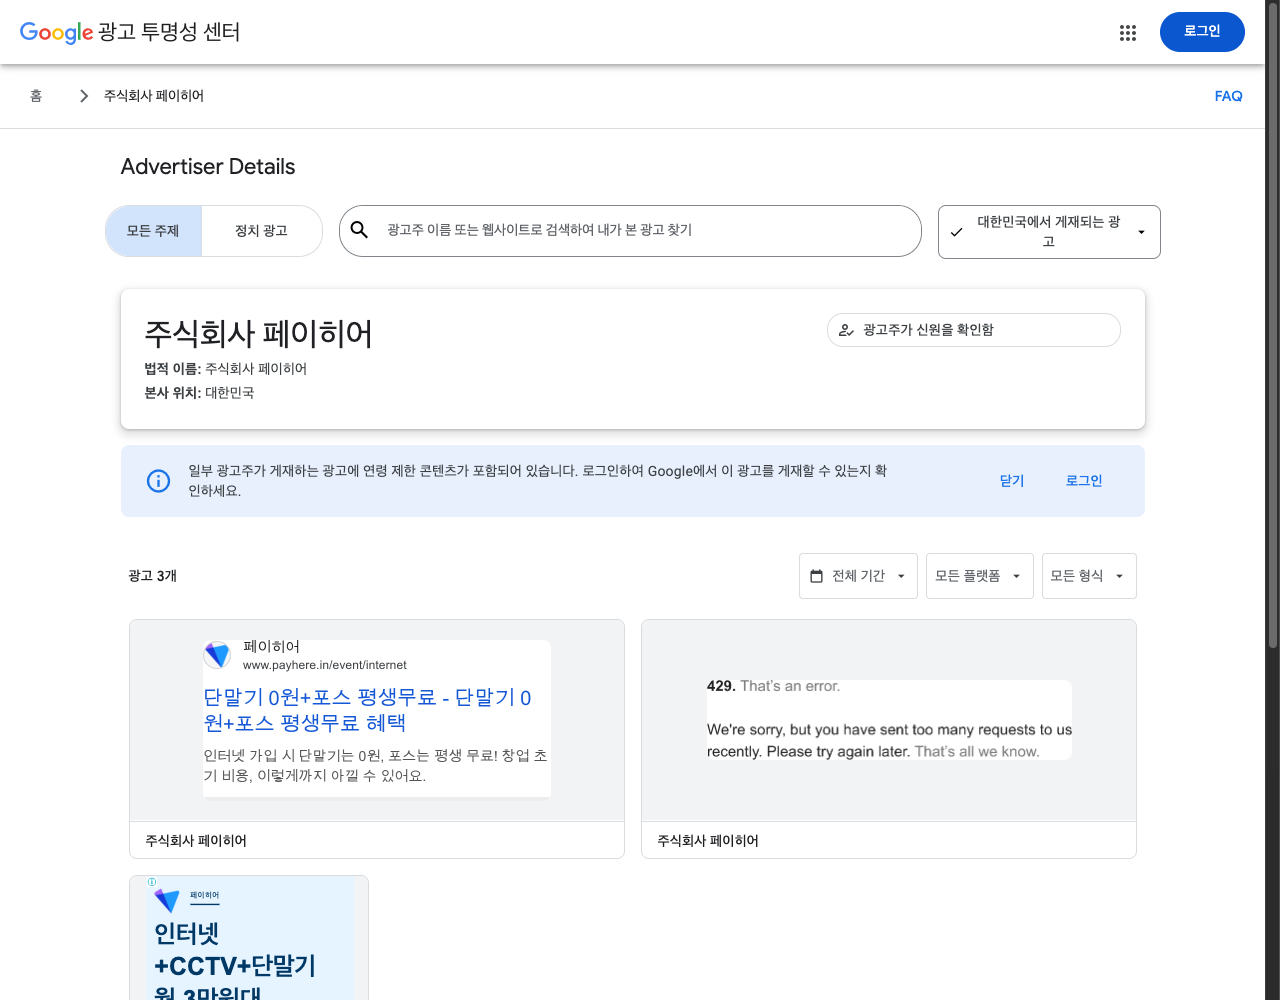 Google 광고 투명성 센터
로그인
홈
주식회사 페이히어
FAQ
Advertiser Details
모든 주제
정치 광고
광고주 이름 또는 웹사이트로 검색하여 내가 본 광고 찾기
대한민국에서 게재되는 광
고
주식회사 페이히어
광고주가 신원을 확인함
법적 이름: 주식회사 페이히어
본사 위치: 대한민국
일부 광고주가 게재하는 광고에 연령 제한 콘텐츠가 포함되어 있습니다. 로그인하여 Google에서 이 광고를 게재할 수 있는지 확
인하세요.
닫기
로그인
광고 3개
전체 기간
모든 플랫폼
모든 형식
페이히어
www.payhere.in/event/internet
단말기 0원+포스 평생무료 - 단말기 0
원+포스 평생무료 혜택
인터넷 가입 시 단말기는 0원, 포스는 평생 무료! 창업 초
기 비용, 이렇게까지 아낄 수 있어요.
주식회사 페이히어
429. That's an error.
We're sorry, but you have sent too many requests to us
recently. Please try again later. That's all we know.
주식회사 페이히어
페이히어
인터넷
+CCTV+단말기
월 3만원대